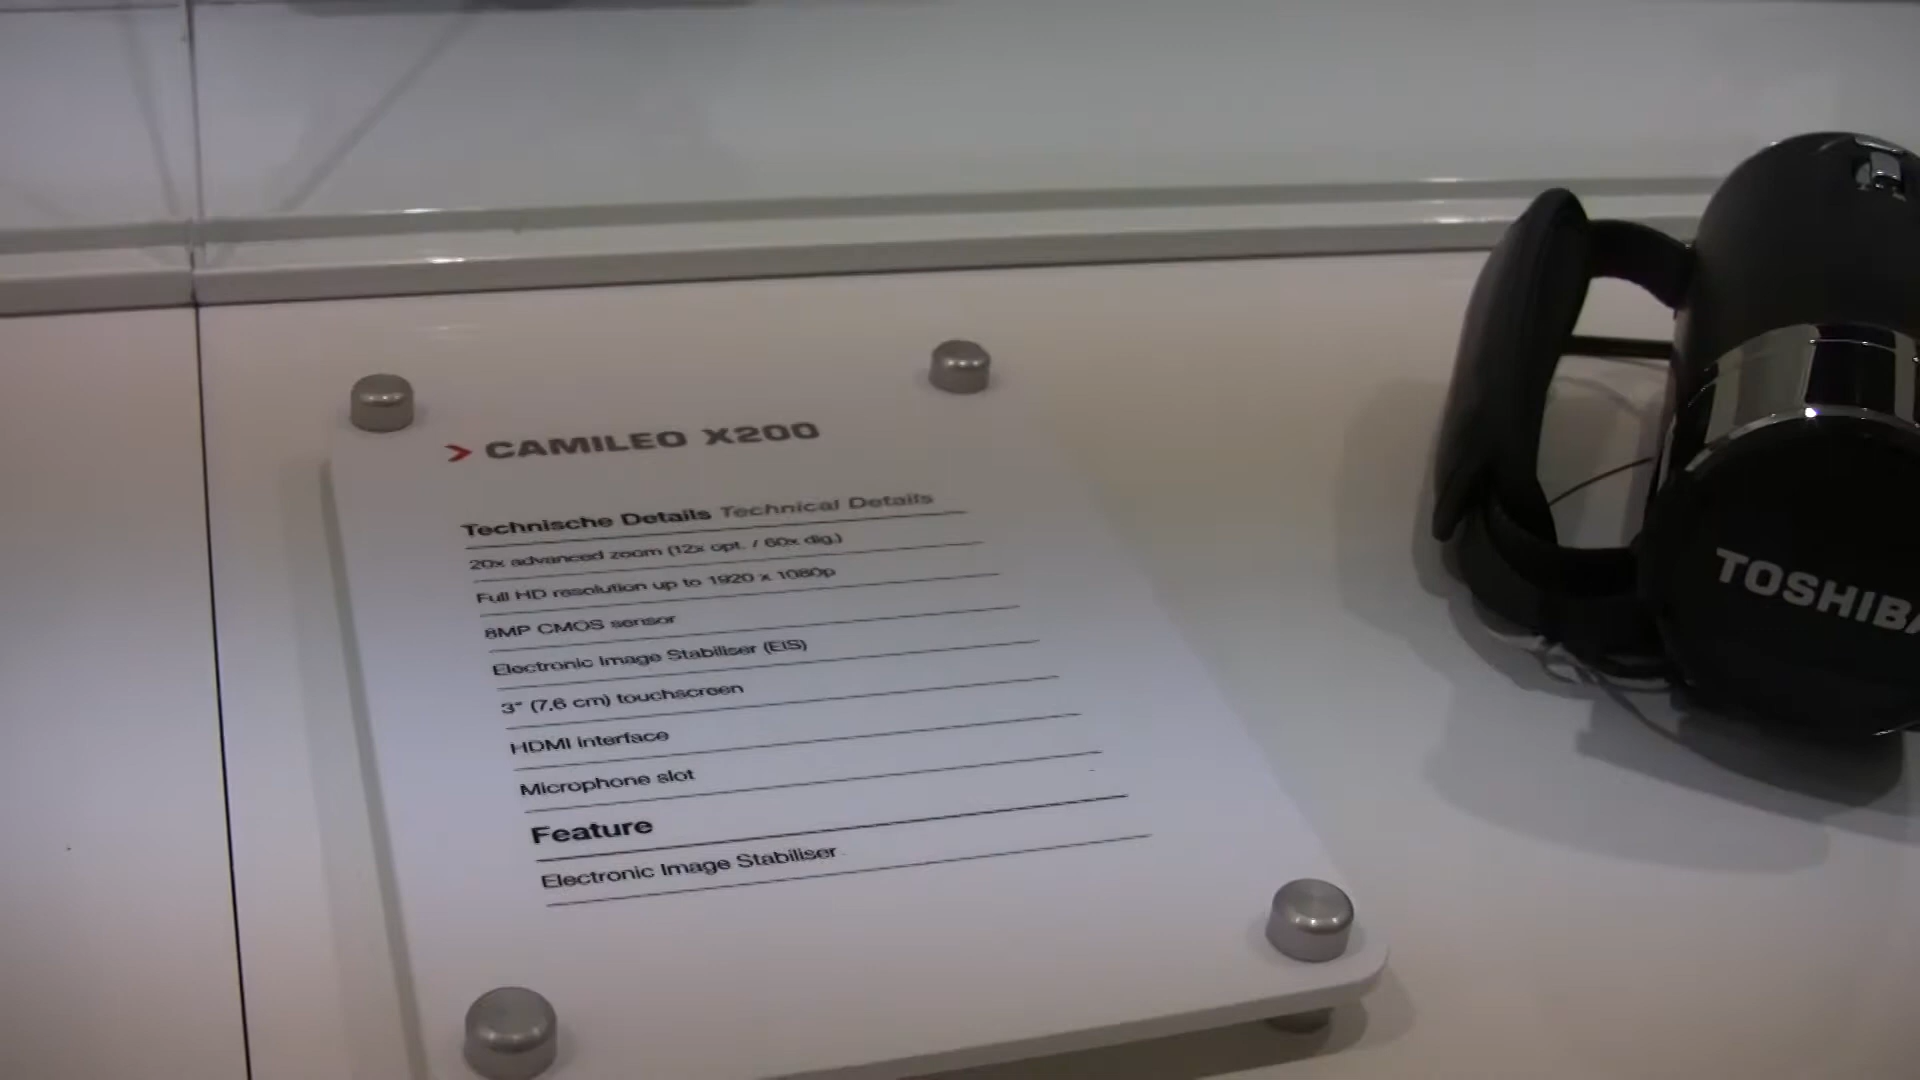 > CAMILEO X200
Technische Details Technical Details
20x advanced zoom (12x opt. / 60x dig.)
Full HD resolution up to 1920 x 1080p
8MP CMOS sensor
Electronic Image Stabiliser (EIS)
3" (7.6 cm) touchscreen
HDMI interface
Microphone slot
Feature
Electronic Image Stabiliser
TOSHIBA